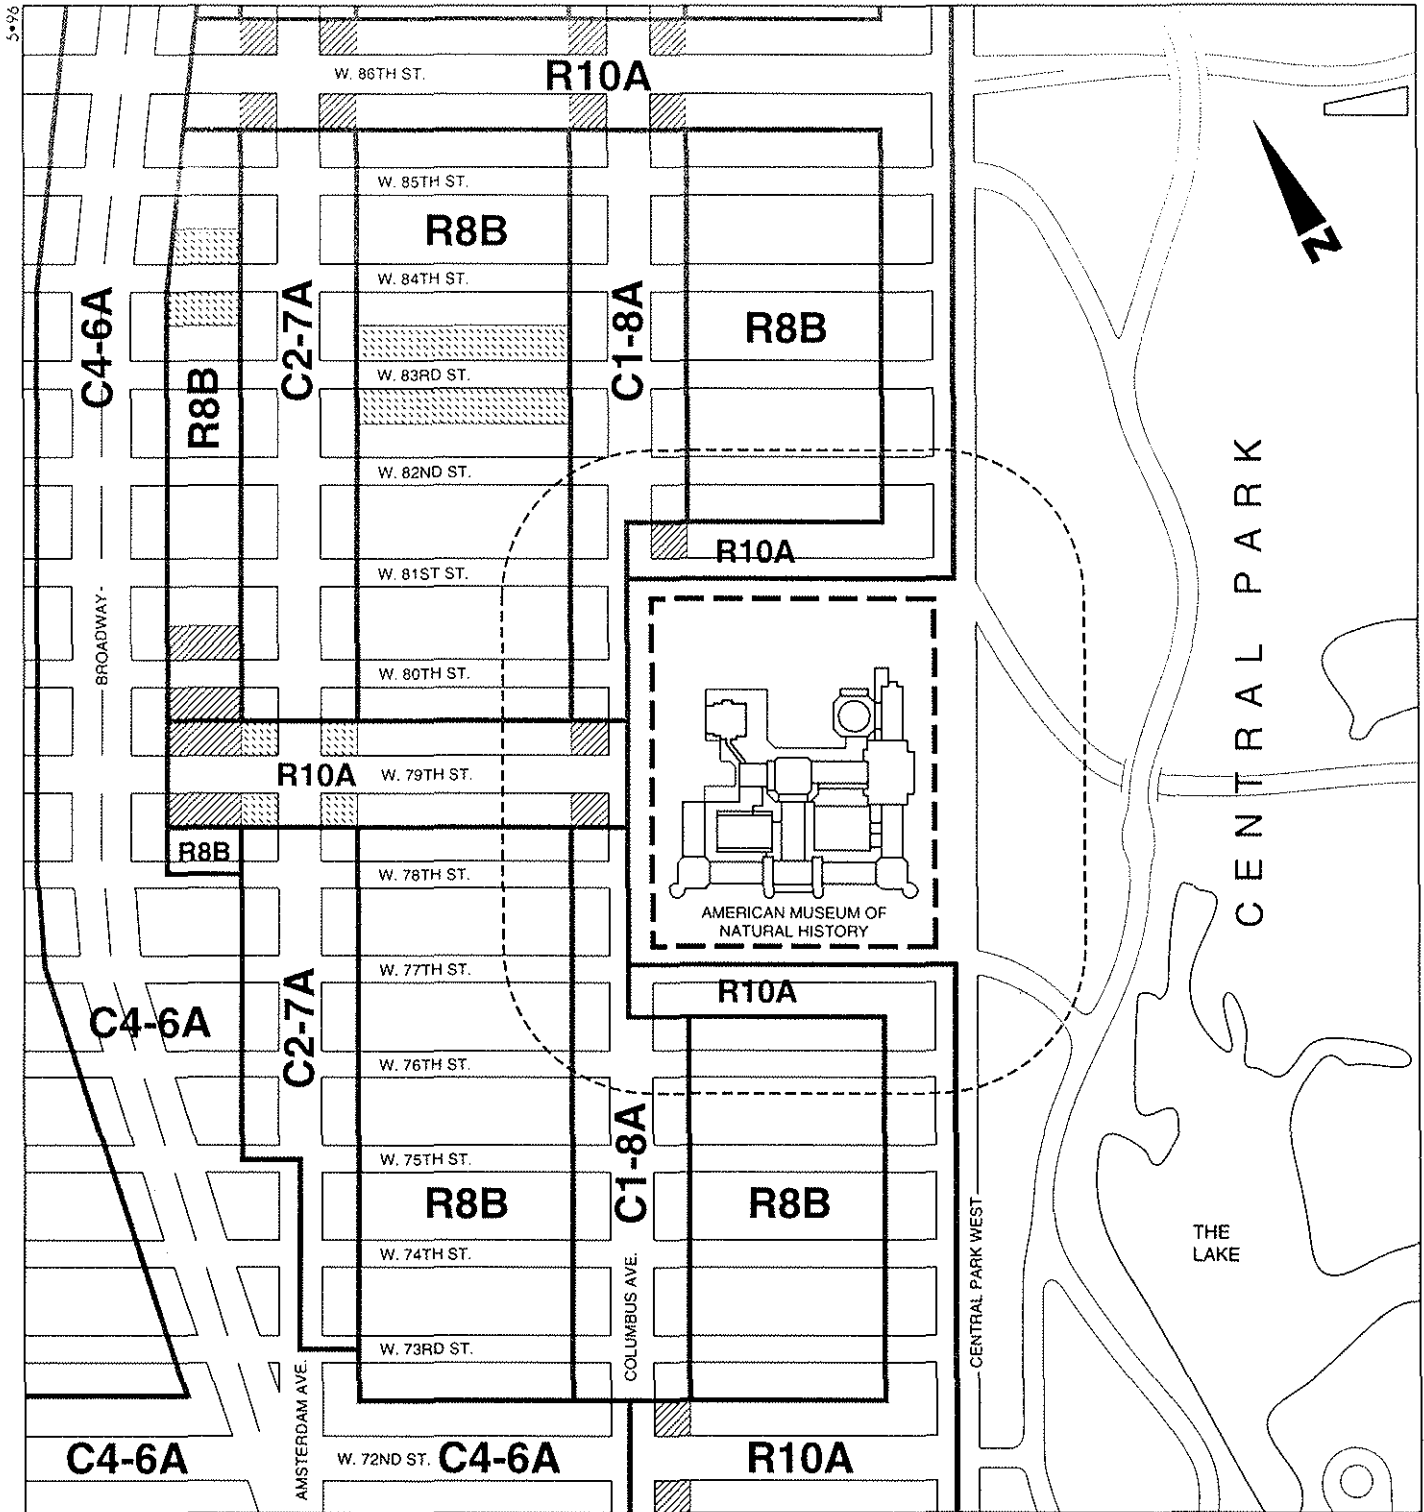 5•96
W. 86TH ST.
R10A
W. 85TH ST.
R8B
W. 84TH ST.
C4-6A
C2-7A
C1-8A
R8B
W. 83RD ST.
R8B
W. 82ND ST.
N
CENTRAL PARK
R10A
W. 81ST ST.
BROADWAY
W. 80TH ST.
R10A
W. 79TH ST.
R8B
W. 78TH ST.
AMERICAN MUSEUM OF
NATURAL HISTORY
W. 77TH ST.
R10A
C4-6A
C2-7A
W. 76TH ST.
C1-8A
W. 75TH ST.
R8B
R8B
W. 74TH ST.
THE
LAKE
COLUMBUS AVE.
CENTRAL PARK WEST
W. 73RD ST.
AMSTERDAM AVE.
C4-6A
W. 72ND ST.
C4-6A
R10A